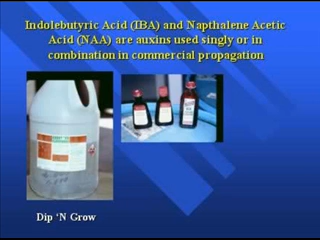 Indolebutyric Acid (IBA) and Napthalene Acetic
Acid (NAA) are auxins used singly or in
combination in commercial propagation
Dip ‘N Grow